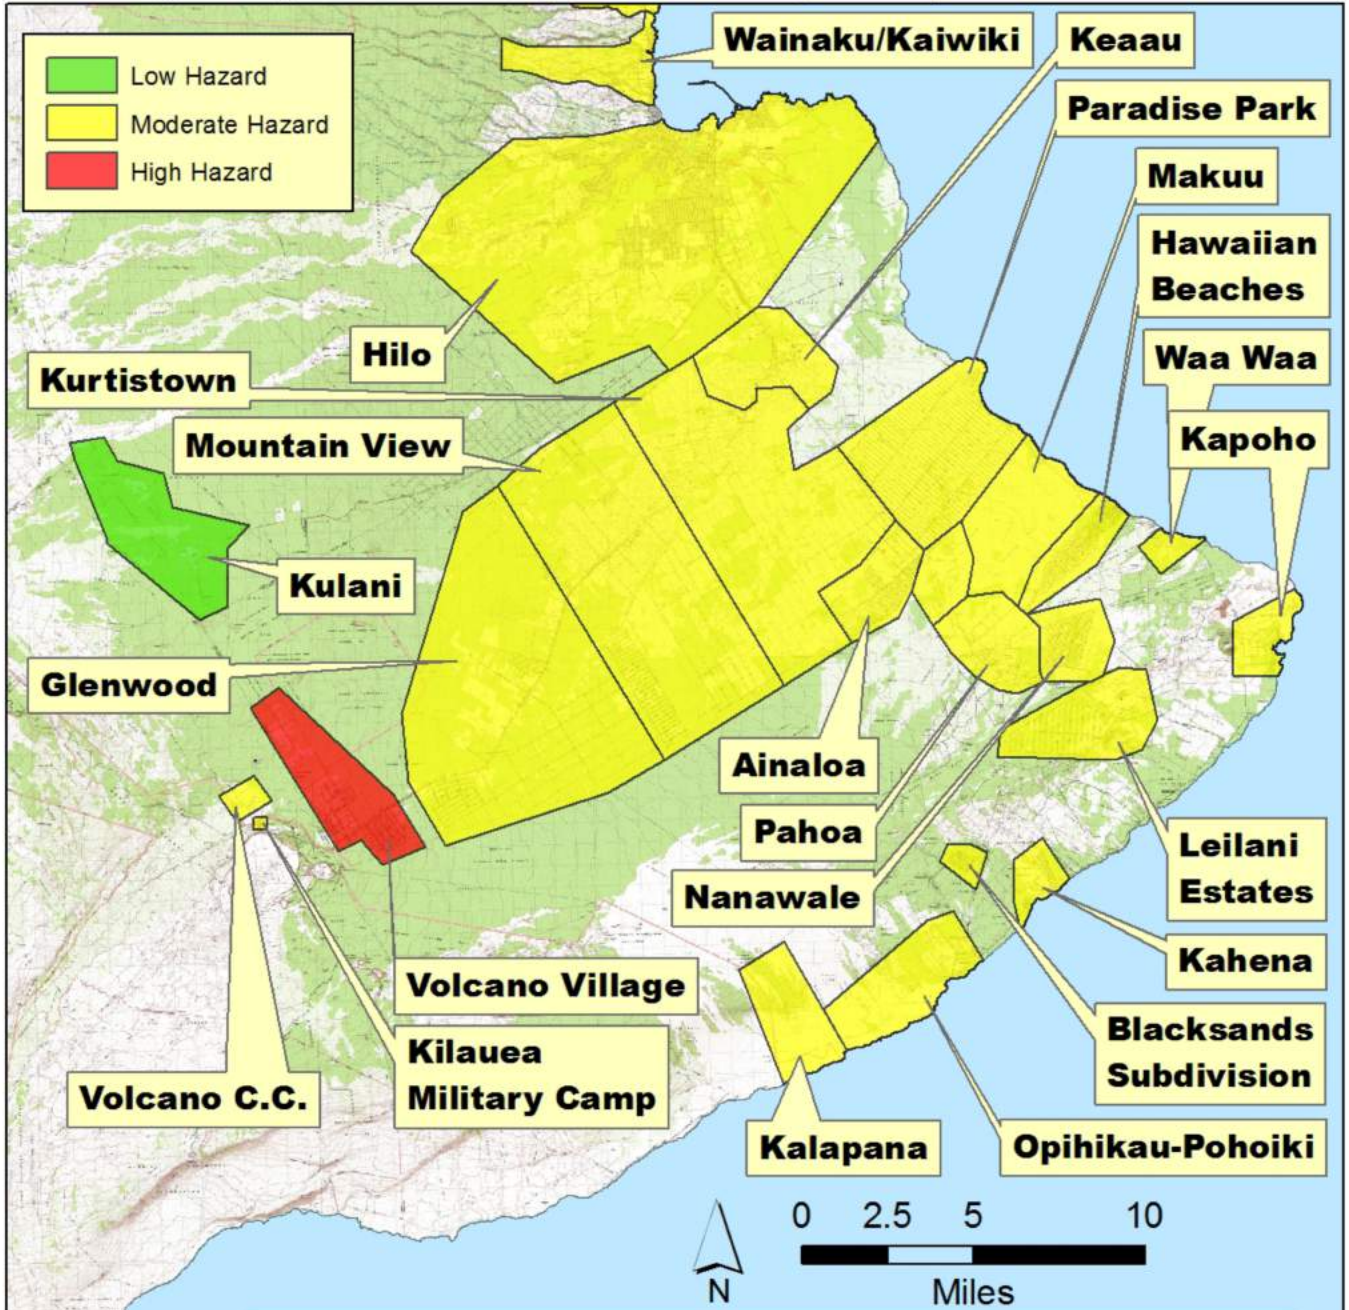 Low Hazard
Moderate Hazard
High Hazard
Wainaku/Kaiwiki
Keaau
Paradise Park
Makuu
Hawaiian
Beaches
Waa Waa
Kapoho
Hilo
Kurtistown
Mountain View
Kulani
Glenwood
Ainaloa
Pahoa
Nanawale
Leilani
Estates
Kahena
Volcano Village
Kilauea
Military Camp
Volcano C.C.
Blacksands
Subdivision
Kalapana
Opihikau-Pohoiki
0 2.5 5 10
Miles
N